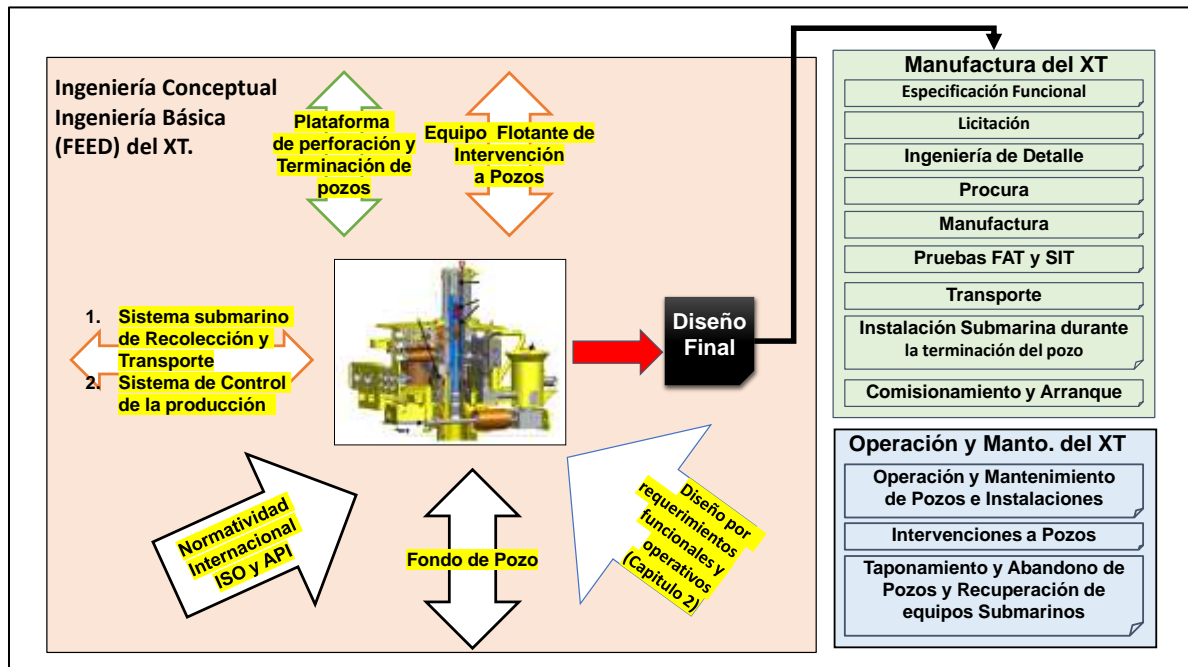 Ingeniería Conceptual
Ingeniería Básica
(FEED) del XT.
Plataforma
de perforación y
Terminación de
pozos
Equipo Flotante de
Intervención
a Pozos
1. Sistema submarino
de Recolección y
Transporte
2. Sistema de Control
de la producción
Diseño
Final
Normatividad
Internacional
ISO y API
Fondo de Pozo
Diseño por
requerimientos
funcionales y
operativos
(Capitulo 2)
Manufactura del XT
Especificación Funcional
Licitación
Ingeniería de Detalle
Procura
Manufactura
Pruebas FAT y SIT
Transporte
Instalación Submarina durante
la terminación del pozo
Comisionamiento y Arranque
Operación y Manto. del XT
Operación y Mantenimiento
de Pozos e Instalaciones
Intervenciones a Pozos
Taponamiento y Abandono de
Pozos y Recuperación de
equipos Submarinos